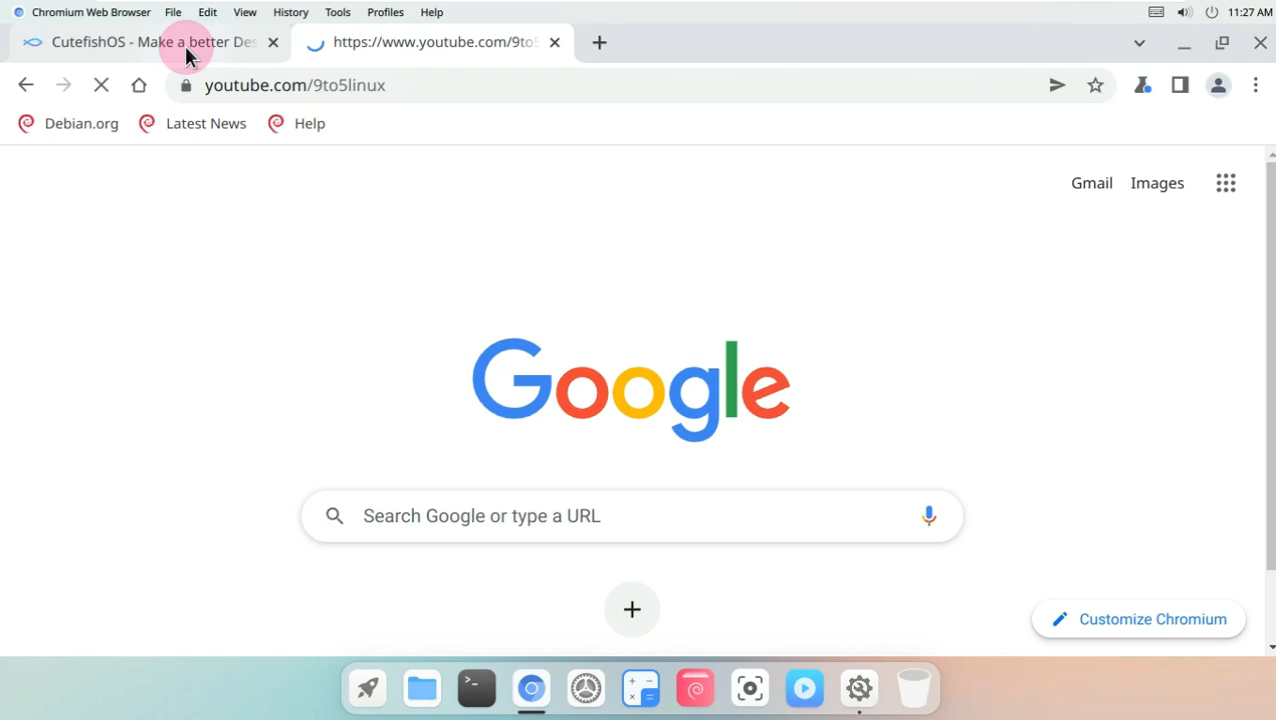 Chromium Web Browser File Edit View History Tools Profiles Help 11:27 AM
CutefishOS - Make a better Des https://www.youtube.com/9to5
youtube.com/9to5linux
Debian.org Latest News Help
Gmail Images
Google
Search Google or type a URL
Customize Chromium